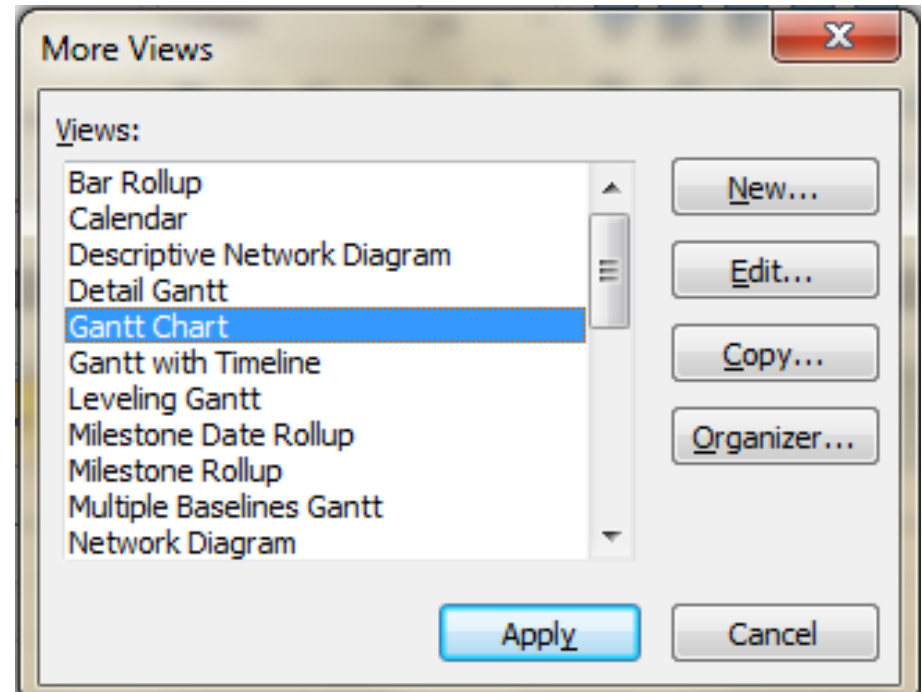 More Views
Views:
Bar Rollup
Calendar
Descriptive Network Diagram
Detail Gantt
Gantt Chart
Gantt with Timeline
Leveling Gantt
Milestone Date Rollup
Milestone Rollup
Multiple Baselines Gantt
Network Diagram
New...
Edit...
Copy...
Organizer...
Apply
Cancel